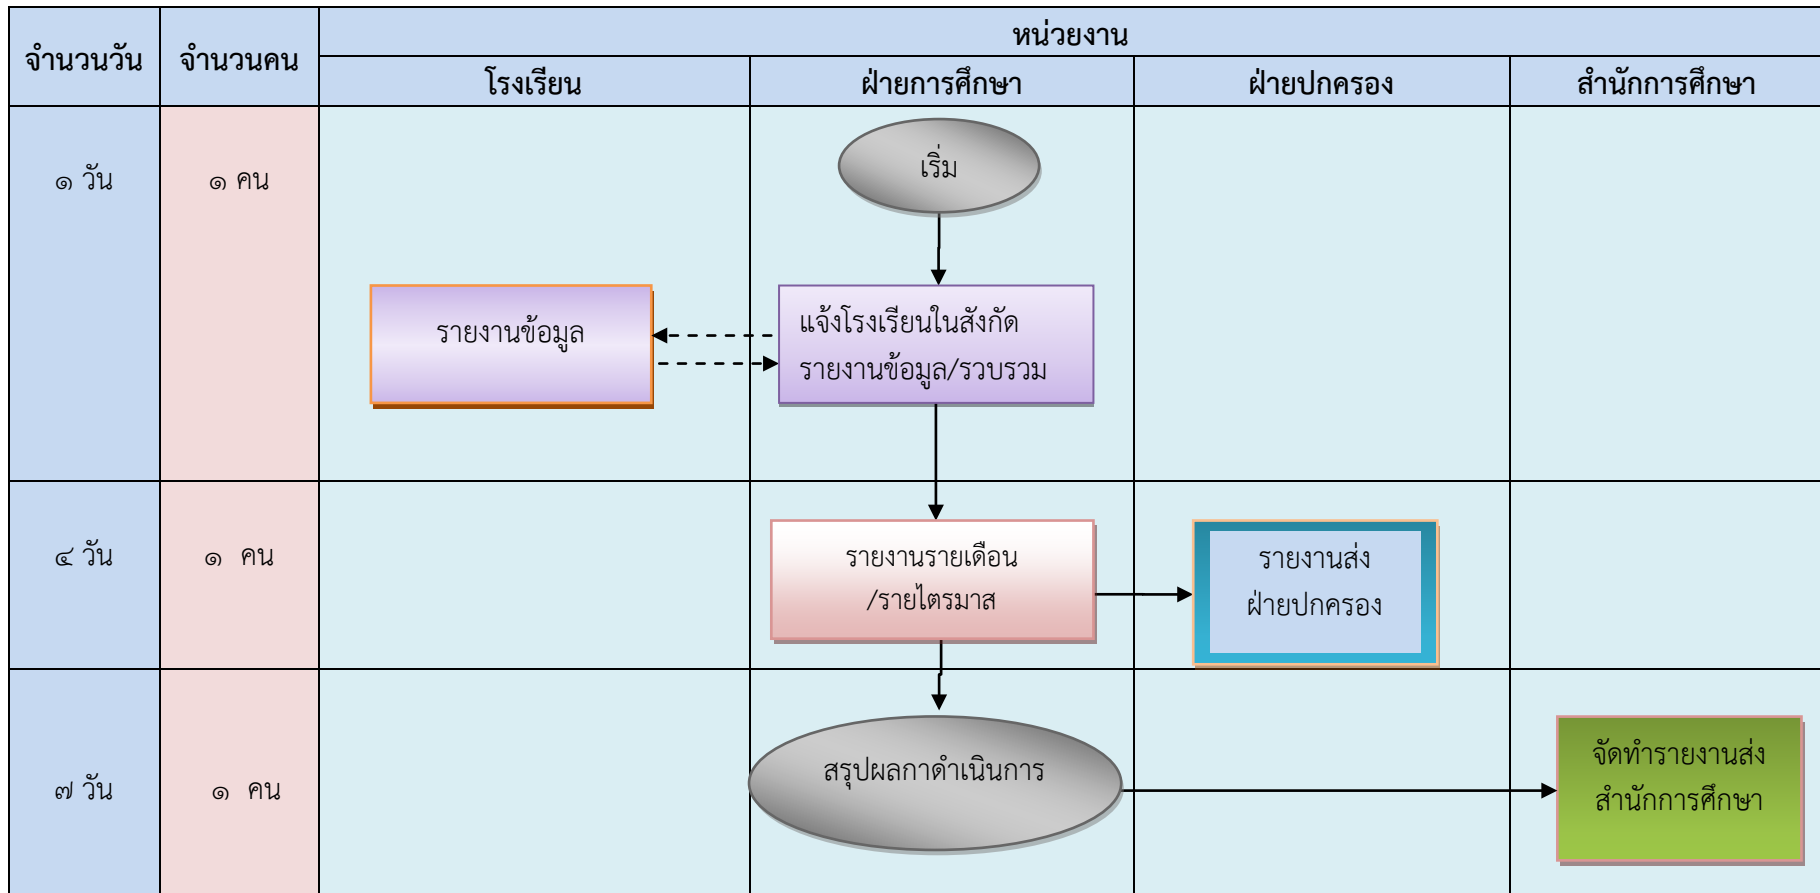 จำนวนวัน
จำนวนคน
หน่วยงาน
โรงเรียน
ฝ่ายการศึกษา
ฝ่ายปกครอง
สำนักการศึกษา
๑ วัน
๑ คน
เริ่ม
รายงานข้อมูล
แจ้งโรงเรียนในสังกัด
รายงานข้อมูล/รวบรวม
๔ วัน
๑ คน
รายงานรายเดือน
/รายไตรมาส
รายงานส่ง
ฝ่ายปกครอง
๗ วัน
๑ คน
สรุปผลกาดำเนินการ
จัดทำรายงานส่ง
สำนักการศึกษา